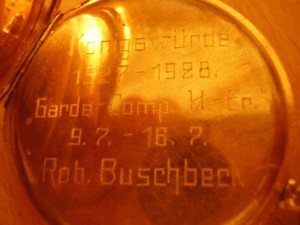 Königswürde
1927-1928.
"Garde Comp. H.-Er."
9.7.-16.7.
Rob. Buschbeck